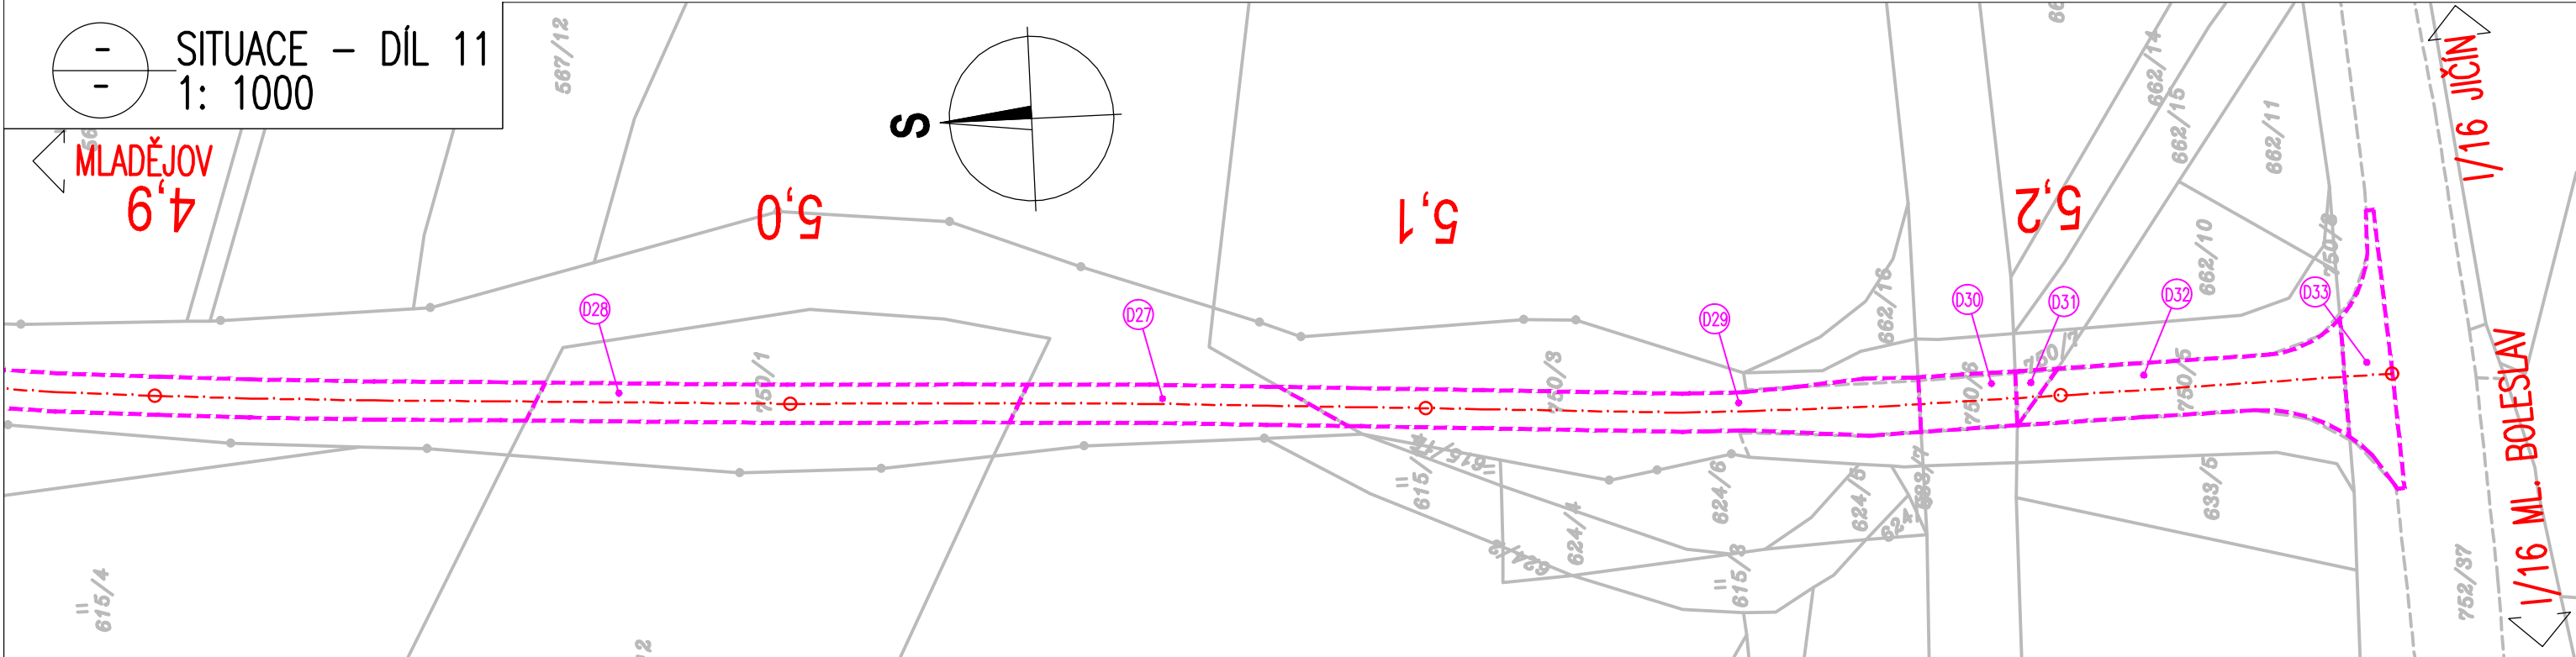 -
-
SITUACE - DÍL 11
1: 1000
MLADĚJOV
4,9
5,0
5,1
5,2
S
I/16 JIČÍN
I/16 ML. BOLESLAV
D28
D27
D29
D30
D31
D32
D33
567/12
662/14
662/15
662/11
662/10
750/1
750/3
662/16
750/6
750/5
615/4
624/4
624/6
624/5
615/3
633/5
752/37